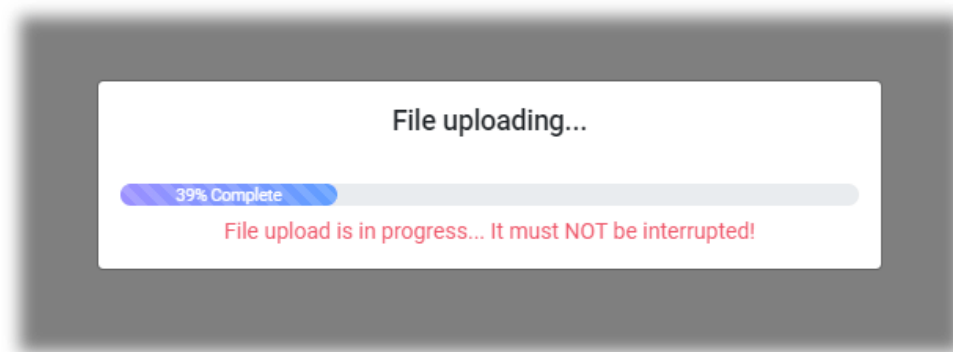 File uploading...
39% Complete
File upload is in progress... It must NOT be interrupted!